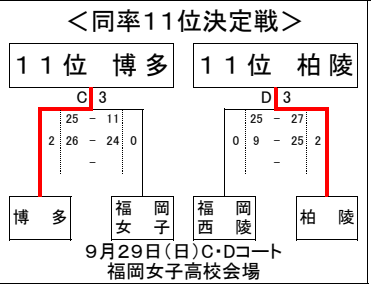 ＜同率１１位決定戦＞
１１位 博多　１１位 柏陵
C 3　D 3
25 － 11　25 － 27
2 26 － 24 0　0 9 － 25 2
－　－
博 多　福 岡　福 岡　柏 陵
女 子　西 陵
９月２９日（日）C・Dコート
福岡女子高校会場